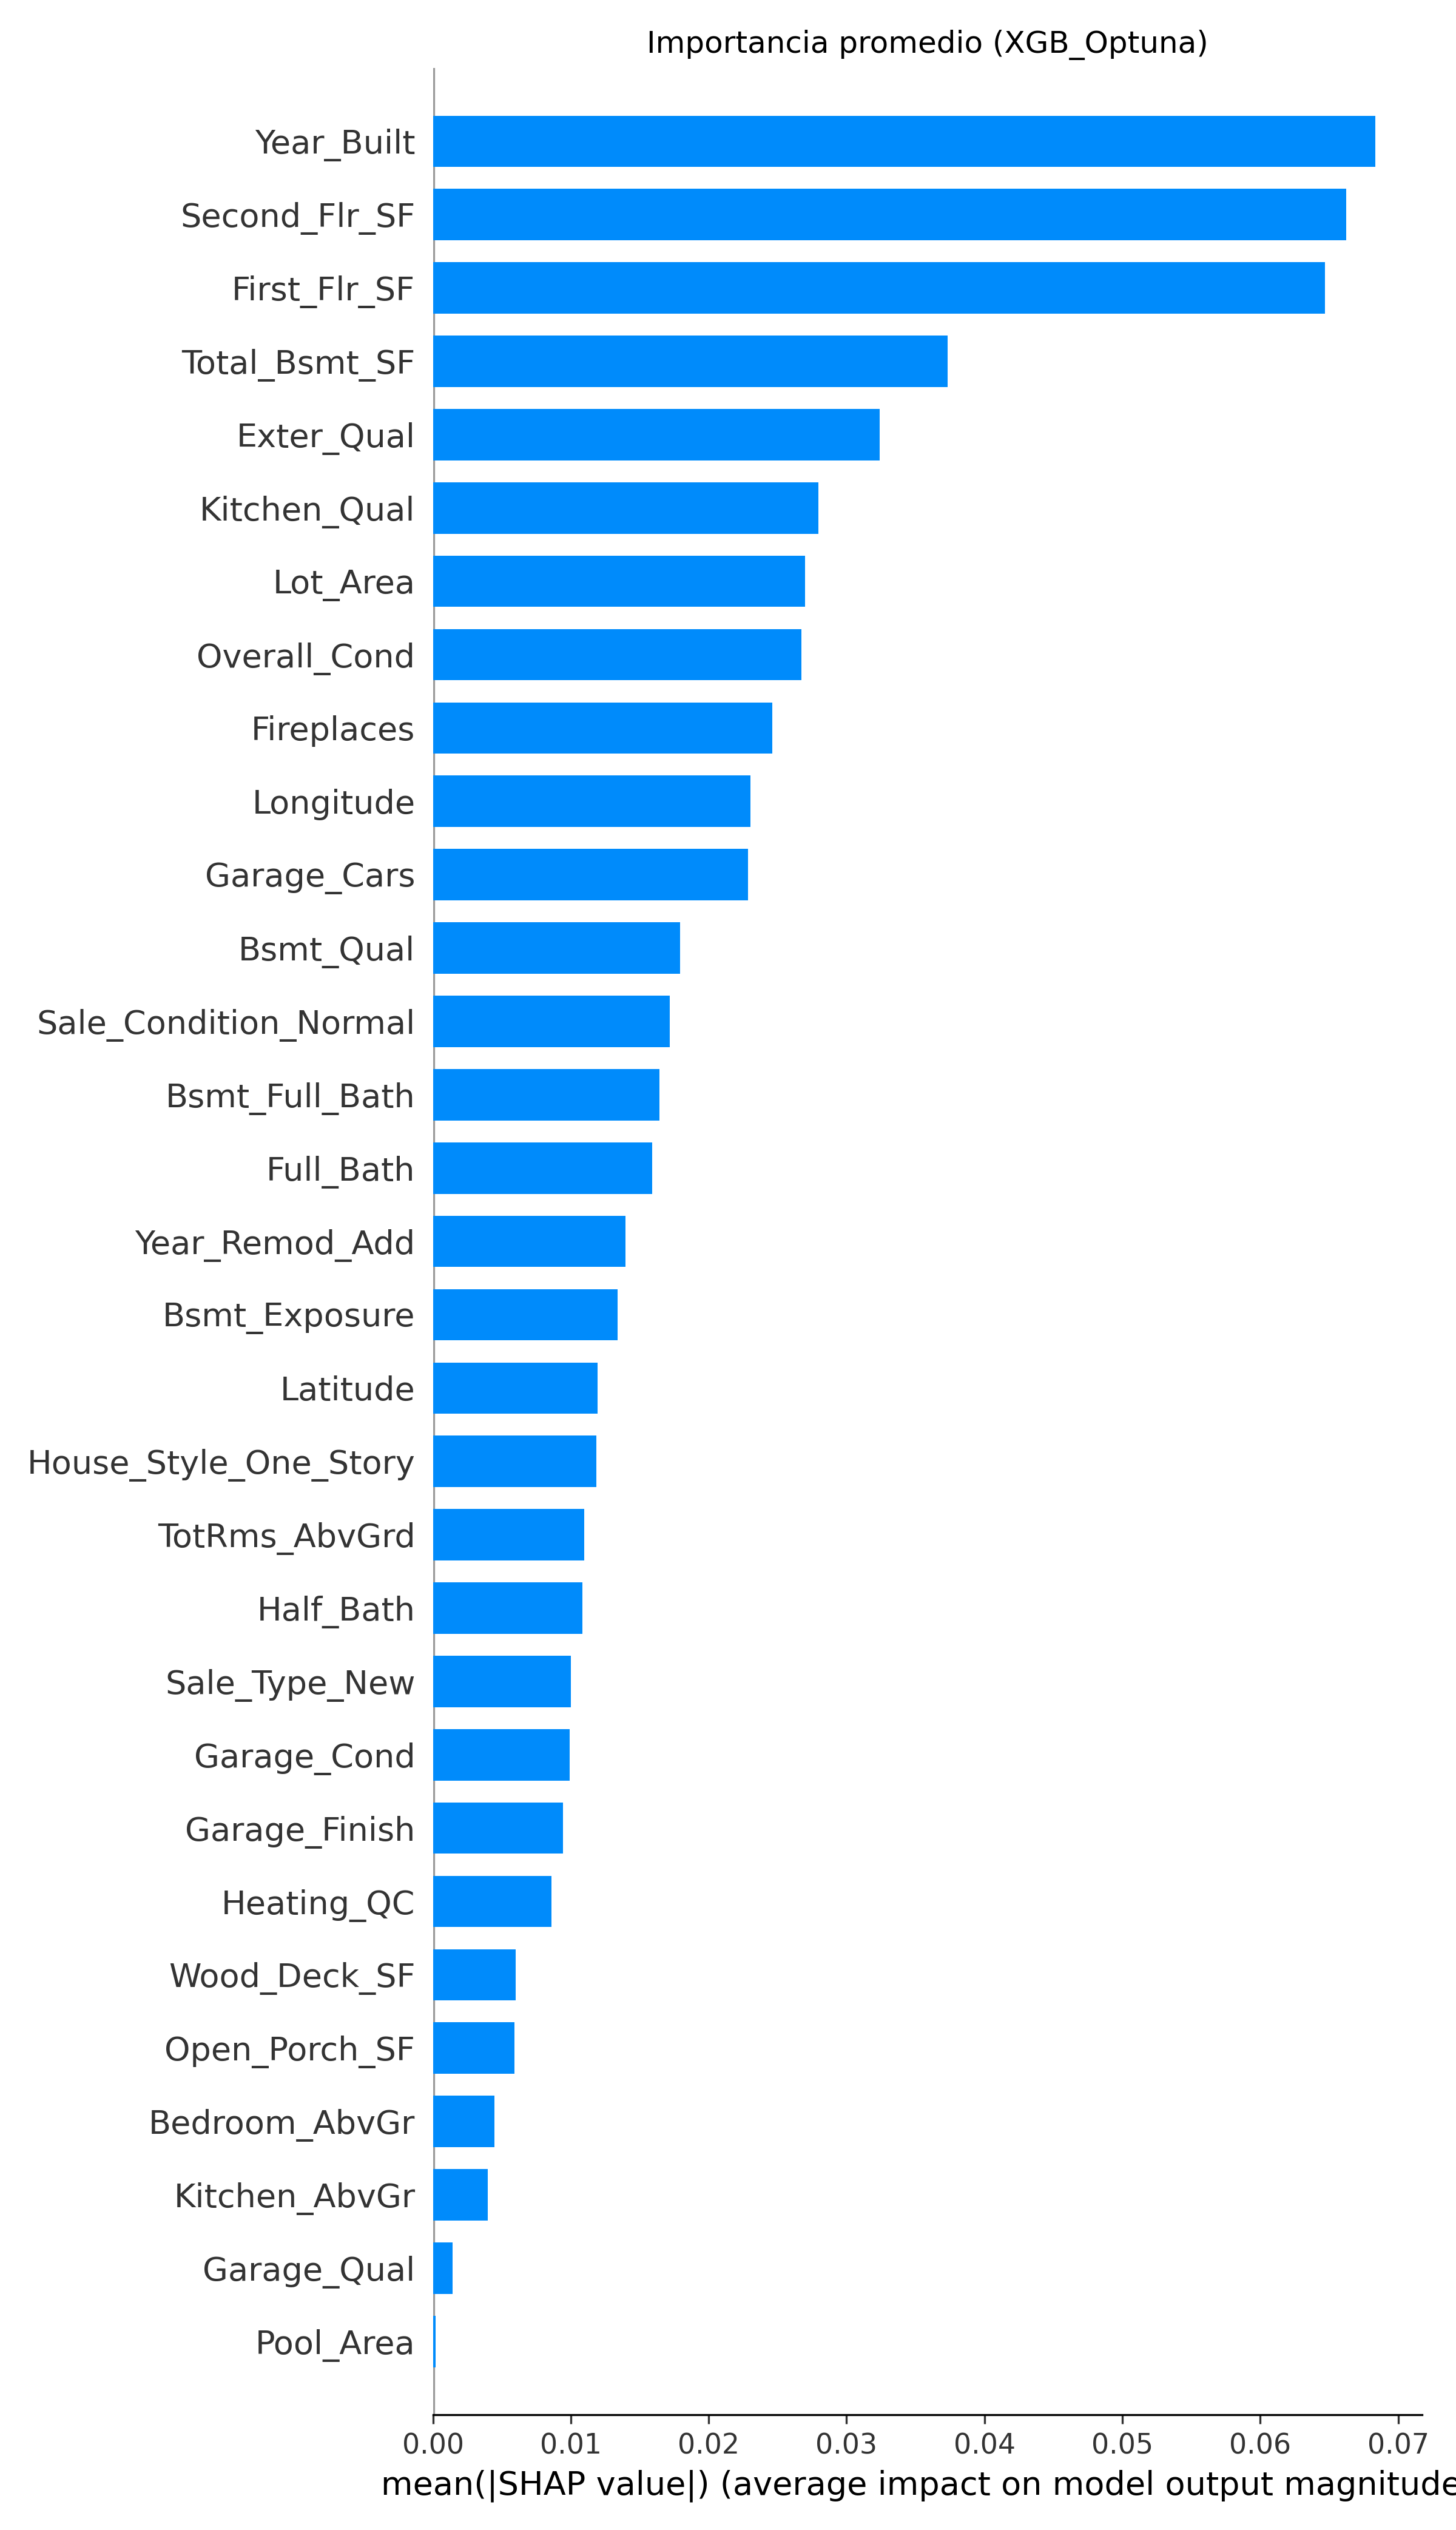 Importancia promedio (XGB_Optuna)
Year_Built
Second_Flr_SF
First_Flr_SF
Total_Bsmt_SF
Exter_Qual
Kitchen_Qual
Lot_Area
Overall_Cond
Fireplaces
Longitude
Garage_Cars
Bsmt_Qual
Sale_Condition_Normal
Bsmt_Full_Bath
Full_Bath
Year_Remod_Add
Bsmt_Exposure
Latitude
House_Style_One_Story
TotRms_AbvGrd
Half_Bath
Sale_Type_New
Garage_Cond
Garage_Finish
Heating_QC
Wood_Deck_SF
Open_Porch_SF
Bedroom_AbvGr
Kitchen_AbvGr
Garage_Qual
Pool_Area
0.00 0.01 0.02 0.03 0.04 0.05 0.06 0.07
mean(|SHAP value|) (average impact on model output magnitude